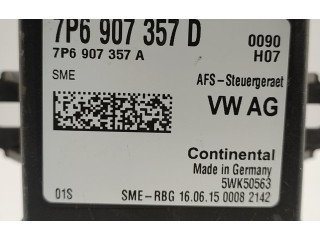 7P6 907 357 D 0090
7P6 907 357 A H07
SME AFS-Steuergeraet
VW AG
Continental
Made in Germany
5WK50563
01S SME-RBG 16.06.15 0008 2142